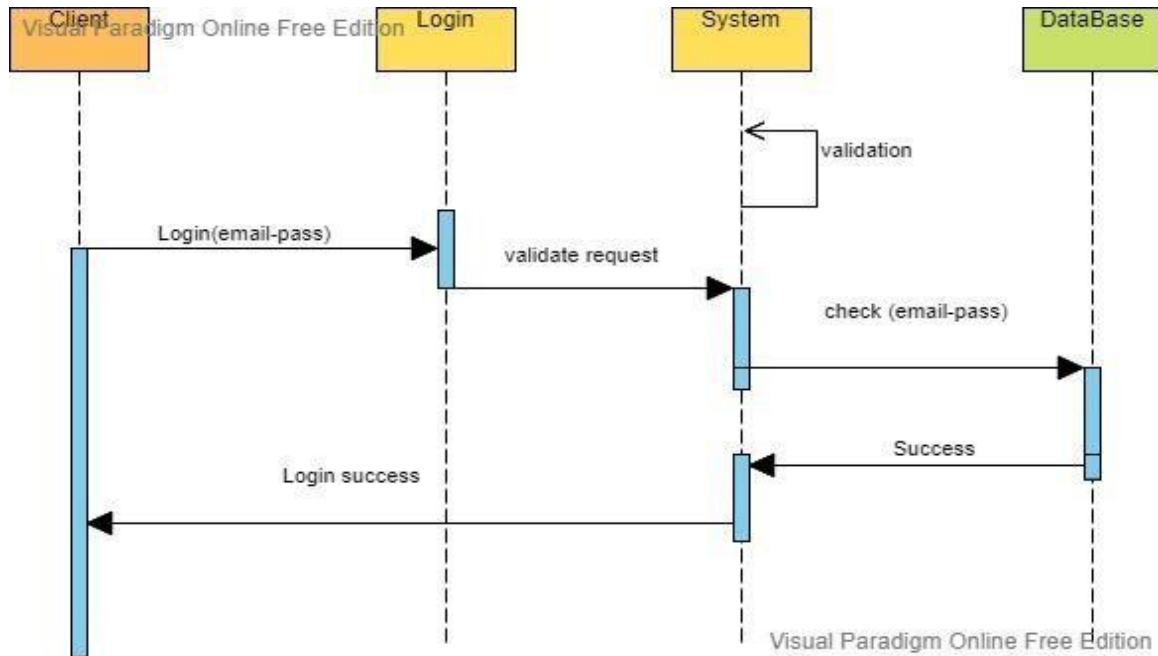 Client
Visual Paradigm Online Free Edition
Login
System
DataBase
validation
Login(email-pass)
validate request
check (email-pass)
Success
Login success
Visual Paradigm Online Free Edition